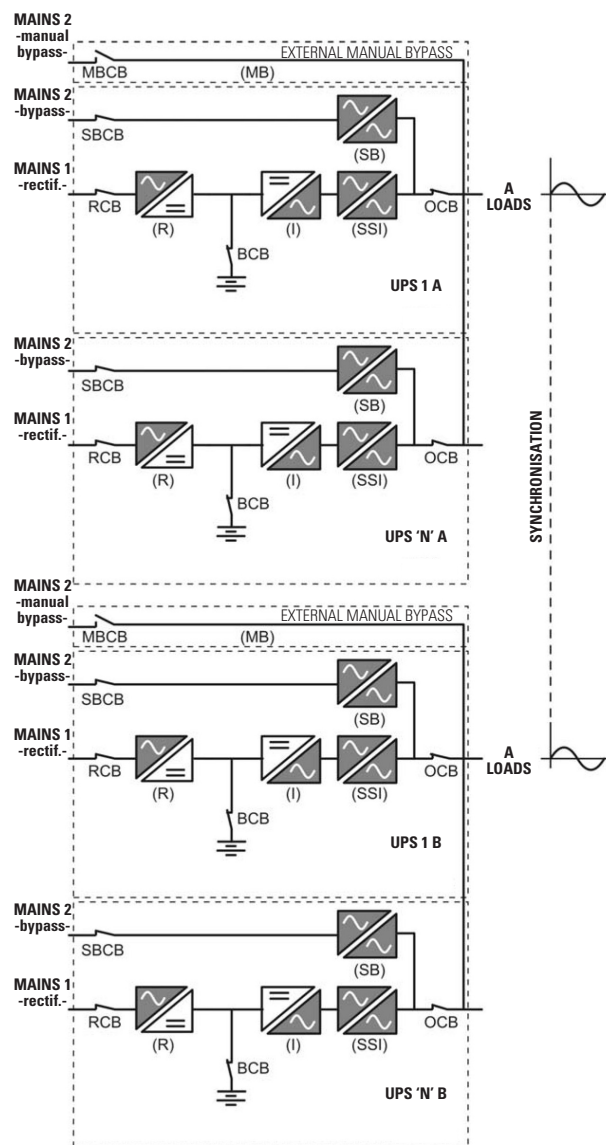 MAINS 2
-manual
bypass-
EXTERNAL MANUAL BYPASS
MBCB
(MB)
MAINS 2
-bypass-
SBCB
(SB)
MAINS 1
-rectif.-
RCB
(R)
(I)
(SSI)
OCB
A
LOADS
BCB
UPS 1 A
MAINS 2
-bypass-
SBCB
(SB)
MAINS 1
-rectif.-
RCB
(R)
(I)
(SSI)
OCB
BCB
UPS 'N' A
SYNCHRONISATION
MAINS 2
-manual
bypass-
EXTERNAL MANUAL BYPASS
MBCB
(MB)
MAINS 2
-bypass-
SBCB
(SB)
MAINS 1
-rectif.-
RCB
(R)
(I)
(SSI)
OCB
A
LOADS
BCB
UPS 1 B
MAINS 2
-bypass-
SBCB
(SB)
MAINS 1
-rectif.-
RCB
(R)
(I)
(SSI)
OCB
BCB
UPS 'N' B